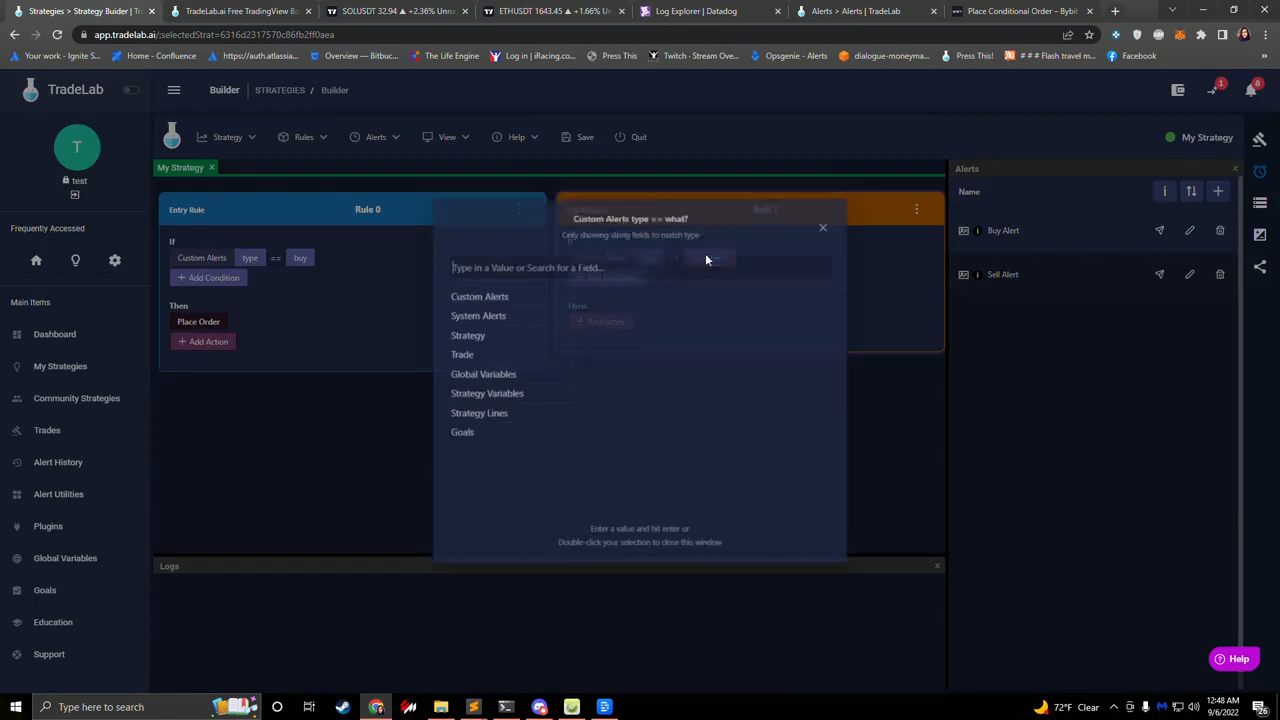 Strategies > Strategy Builder | T
TradeLab.ai Free TradingView Bo
SOLUSDT 32.94 ▲ +2.36% Unna
ETHUSDT 1643.45 ▲ +1.66% Un
Log Explorer | Datadog
Alerts > Alerts | TradeLab
Place Conditional Order – Bybit
app.tradelab.ai/:selectedStrat=6316d2317570c86fb2ff0aea
Your work - Ignite S...
Home - Confluence
https://auth.atlassia...
Overview — Bitbuc...
The Life Engine
Log in | iRacing.co...
Press This
Twitch - Stream Ove...
Opsgenie - Alerts
dialogue-moneyma...
Press This!
# # # Flash travel m...
Facebook
TradeLab
Builder
STRATEGIES / Builder
1
8
T
test
Strategy
Rules
Alerts
View
Help
Save
Quit
My Strategy
My Strategy x
Alerts x
Frequently Accessed
Main Items
Dashboard
My Strategies
Community Strategies
Trades
Alert History
Alert Utilities
Plugins
Global Variables
Goals
Education
Support
Entry Rule
Rule 0
If
Custom Alerts type == buy
+ Add Condition
Then
Place Order
+ Add Action
Custom Alerts type == what?
Only showing string fields to match type
Type in a Value or Search for a Field...
Custom Alerts
System Alerts
Strategy
Trade
Global Variables
Strategy Variables
Strategy Lines
Goals
Enter a value and hit enter or
Double-click your selection to close this window
Name
Buy Alert
Sell Alert
Logs x
Help
Type here to search
72°F Clear
12:48 AM
9/6/2022